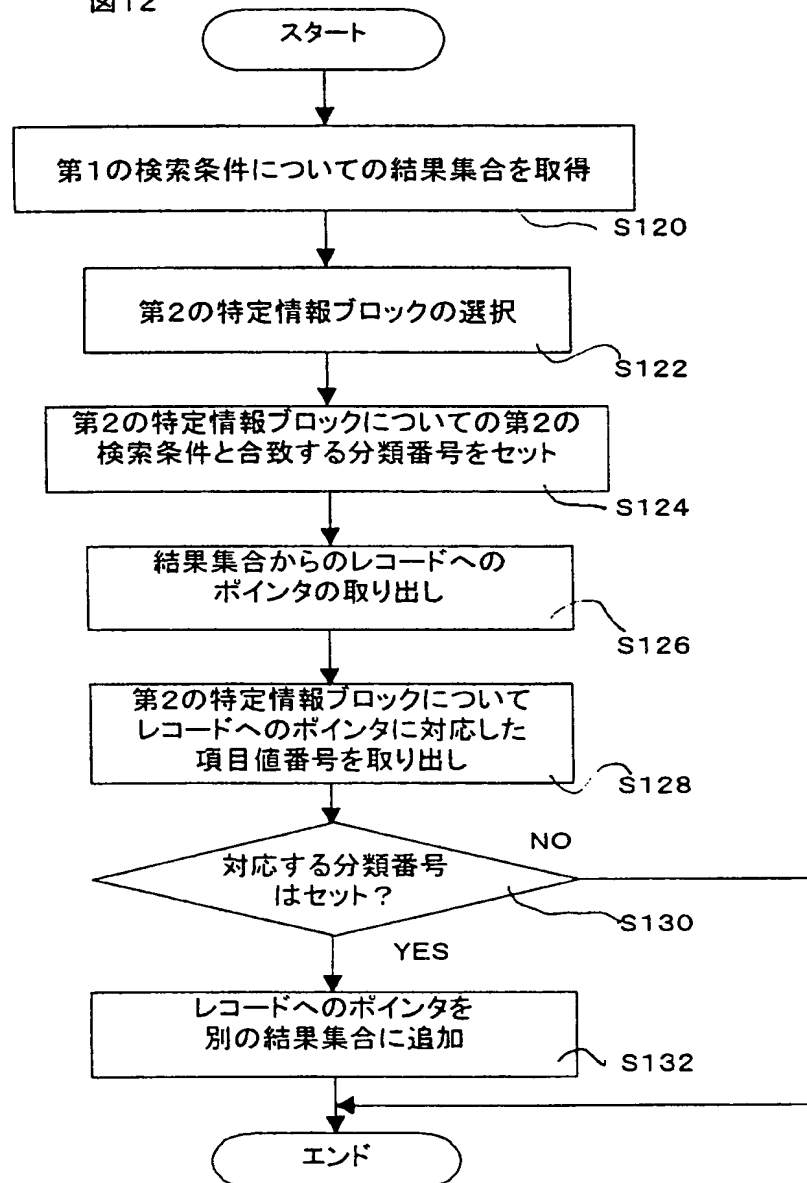 図12
スタート
第1の検索条件についての結果集合を取得
S120
第2の特定情報ブロックの選択
S122
第2の特定情報ブロックについての第2の
検索条件と合致する分類番号をセット
S124
結果集合からのレコードへの
ポインタの取り出し
S126
第2の特定情報ブロックについて
レコードへのポインタに対応した
項目値番号を取り出し
S128
対応する分類番号
はセット?
NO
S130
YES
レコードへのポインタを
別の結果集合に追加
S132
エンド